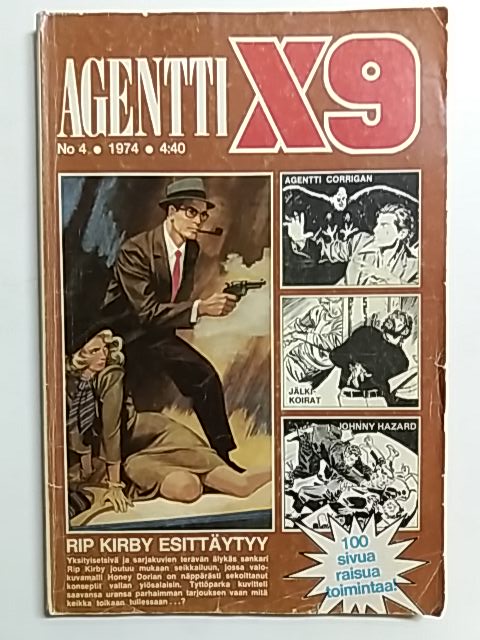 AGENTTI X9
No 4. • 1974 • 4:40
AGENTTI CORRIGAN
JÄLKI-
KOIRAT
JOHNNY HAZARD
RIP KIRBY ESITTÄYTYY
Yksityisetsivä ja sarjakuvien terävän älykäs sankari
Rip Kirby joutuu mukaan seikkailuun, jossa valo-
kuvamalli Honey Dorian on näppärästi sekoittanut
konseptit vallan ylösalaisin. Tyttöparka kuvitteli
saavansa uransa parhaimman tarjouksen vaan mitä
keikka toikaan tullessaan ...?
100
sivua
raisua
toimintaa!